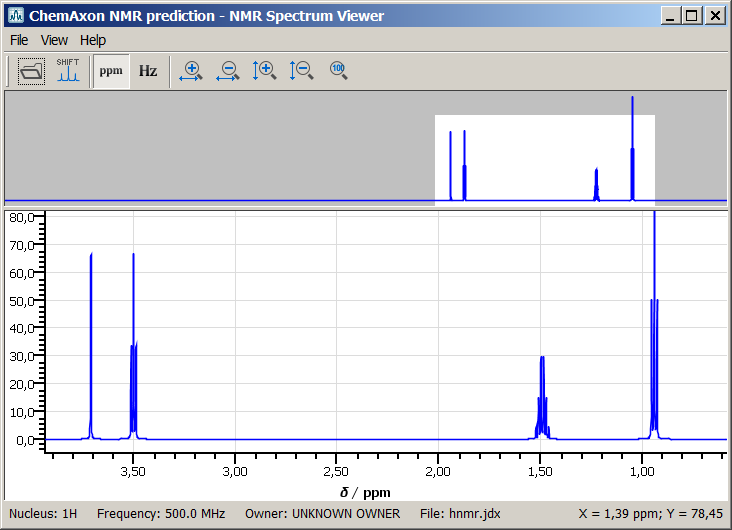 ChemAxon NMR prediction - NMR Spectrum Viewer
File View Help
SHIFT
ppm Hz 100
80,0
70,0
60,0
50,0
40,0
30,0
20,0
10,0
0,0
3,50 3,00 2,50 2,00 1,50 1,00
δ / ppm
Nucleus: 1H Frequency: 500.0 MHz Owner: UNKNOWN OWNER File: hnmr.jdx X = 1,39 ppm; Y = 78,45